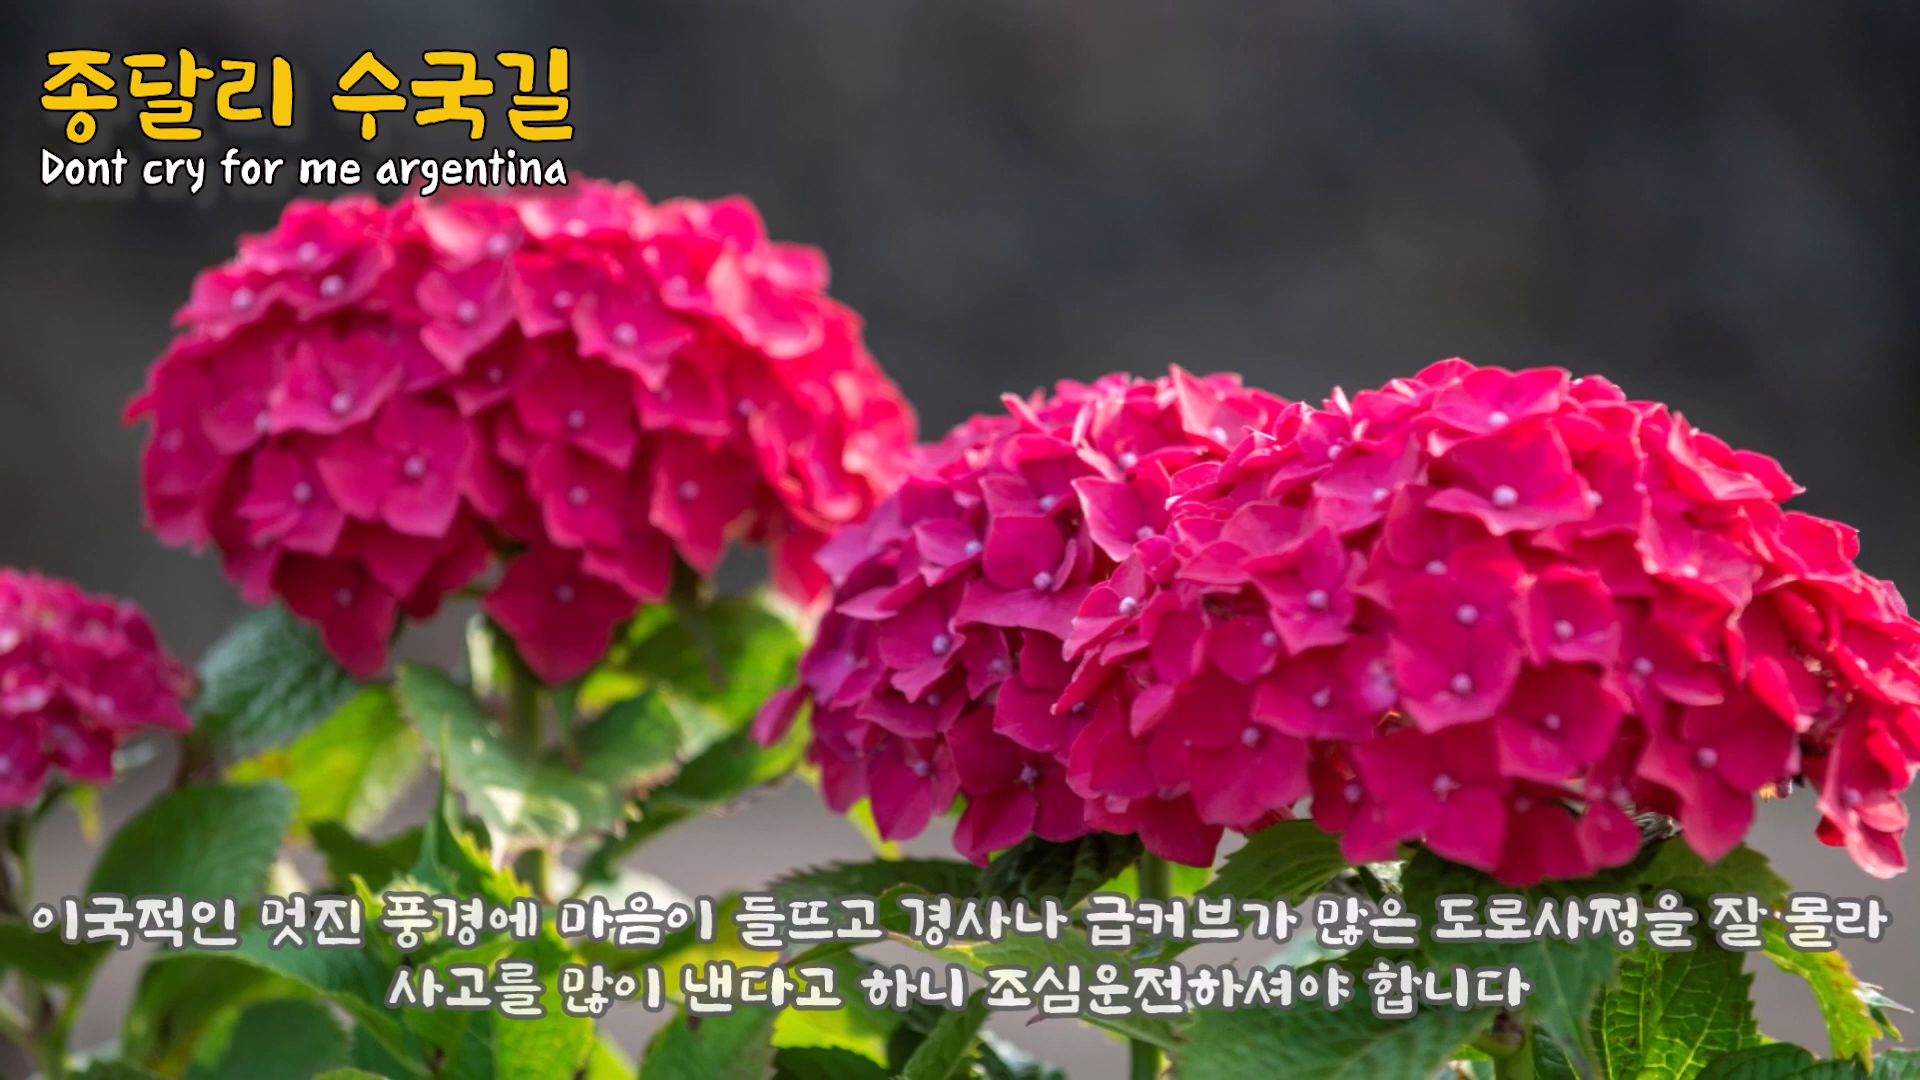 종달리 수국길
Dont cry for me argentina
이국적인 멋진 풍경에 마음이 들뜨고 경사나 급커브가 많은 도로사정을 잘 몰라
사고를 많이 낸다고 하니 조심운전하셔야 합니다